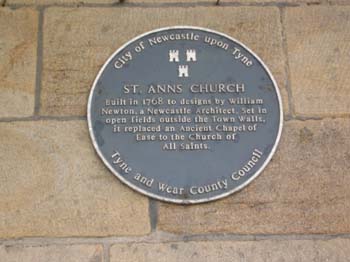 City of Newcastle upon Tyne
ST. ANNS CHURCH
Built in 1768 to designs by William
Newton, a Newcastle Architect. Set in
open fields outside the Town Walls,
it replaced an Ancient Chapel of
Ease to the Church of
All Saints.
Tyne and Wear County Council